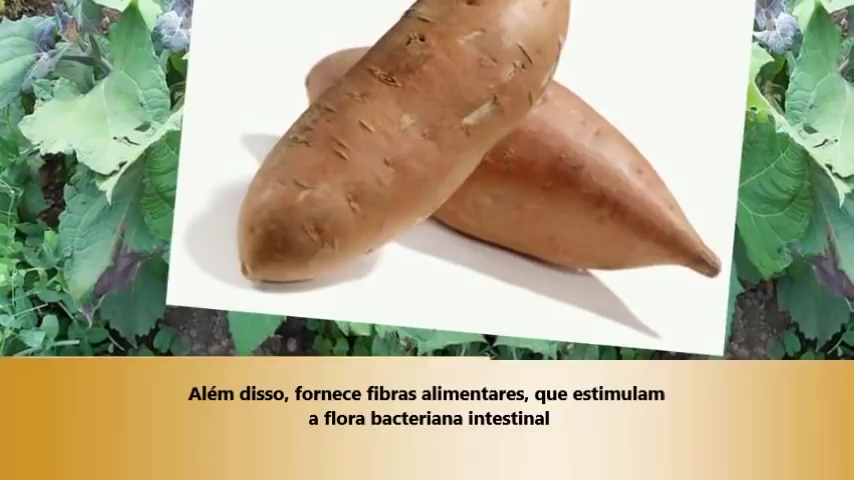 Além disso, fornece fibras alimentares, que estimulam
a flora bacteriana intestinal